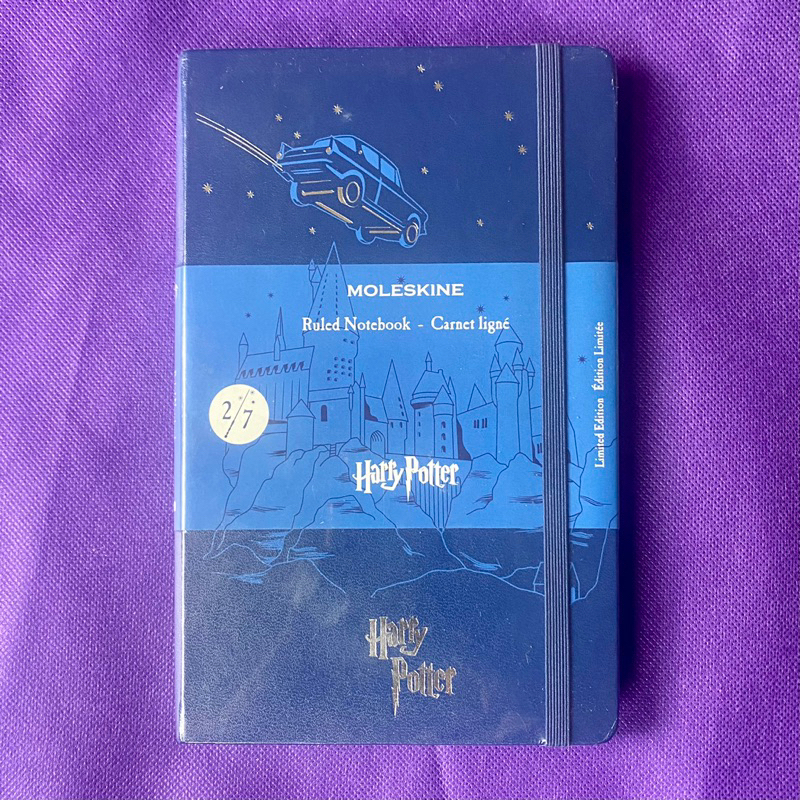 MOLESKINE
Ruled Notebook - Carnet ligné
2/7
Harry Potter
Limited Edition Édition Limitée
Harry
Potter